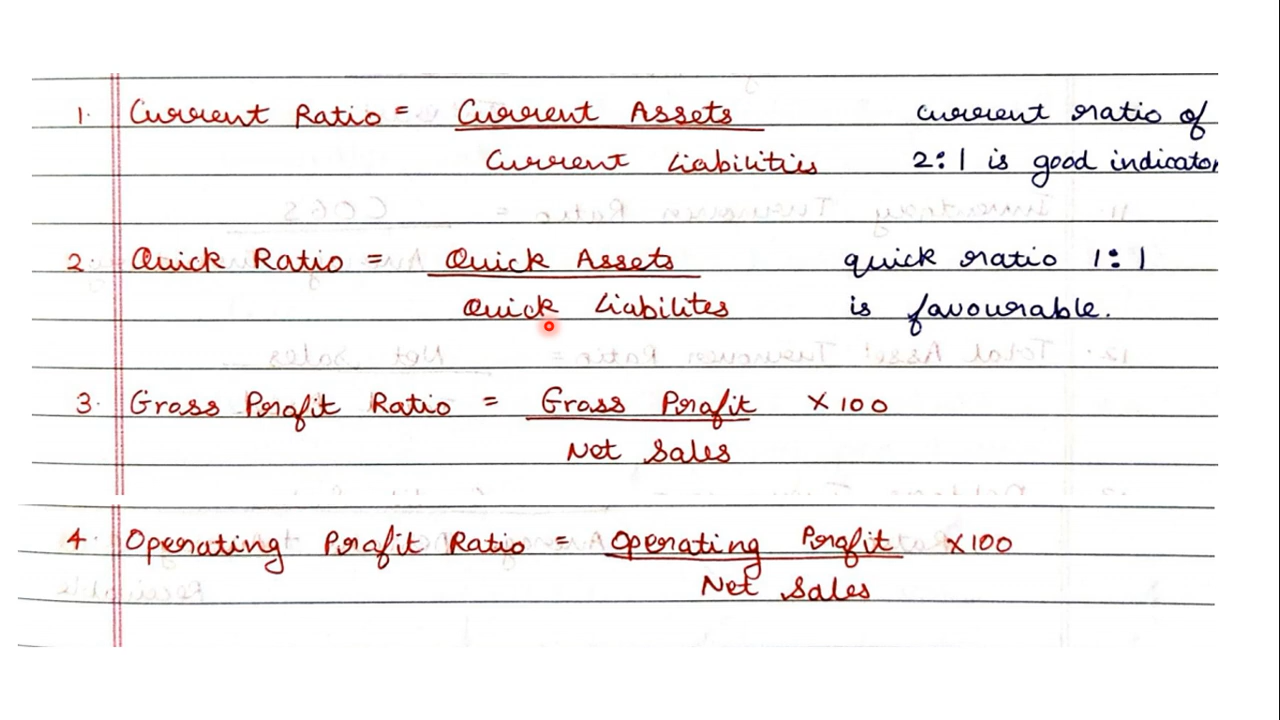 1. Current Ratio = Current Assets current ratio of
Current Liabilities 2:1 is good indicator
2. Quick Ratio = Quick Assets quick ratio 1:1
Quick Liabilites is favourable.
3. Gross Profit Ratio = Gross Profit X100
Net Sales
4. Operating Profit Ratio = Operating Profit X100
Net Sales